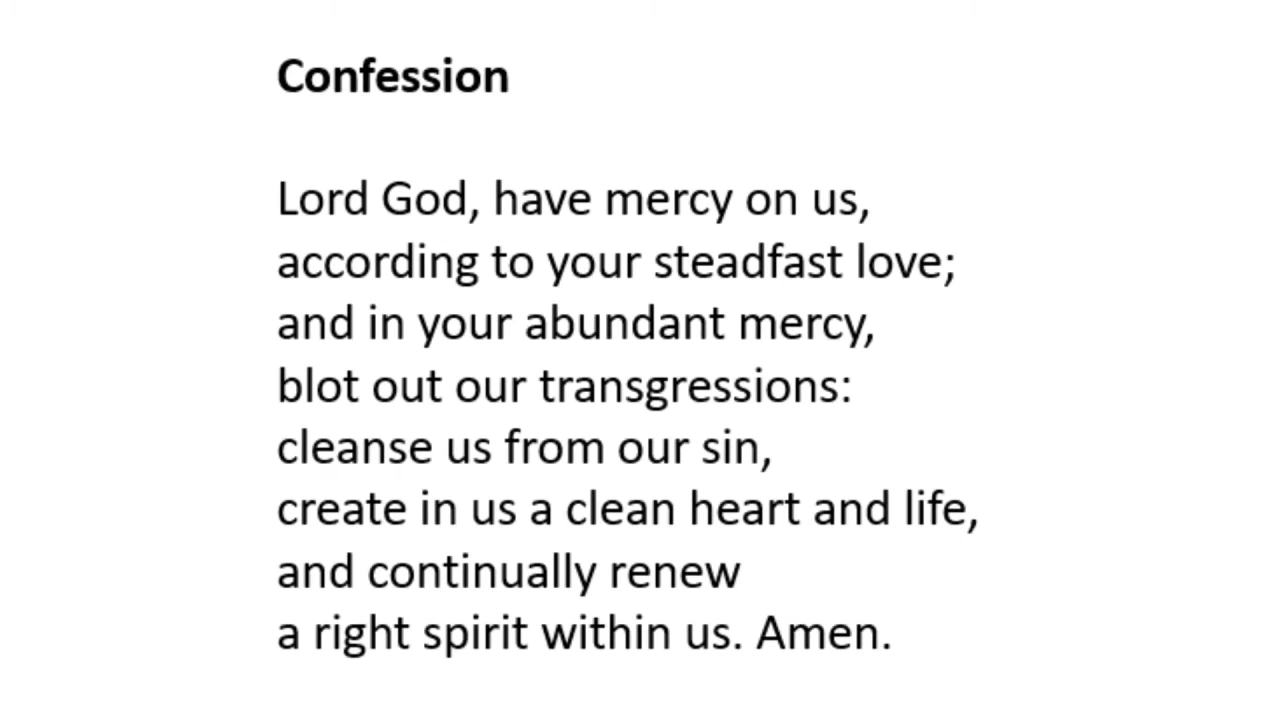 Confession
Lord God, have mercy on us,
according to your steadfast love;
and in your abundant mercy,
blot out our transgressions:
cleanse us from our sin,
create in us a clean heart and life,
and continually renew
a right spirit within us. Amen.